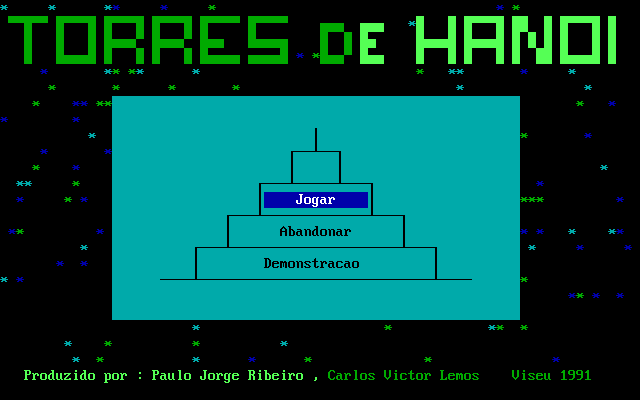 TORRES DE HANOI
Jogar
Abandonar
Demonstracao
Produzido por : Paulo Jorge Ribeiro , Carlos Victor Lemos    Viseu 1991